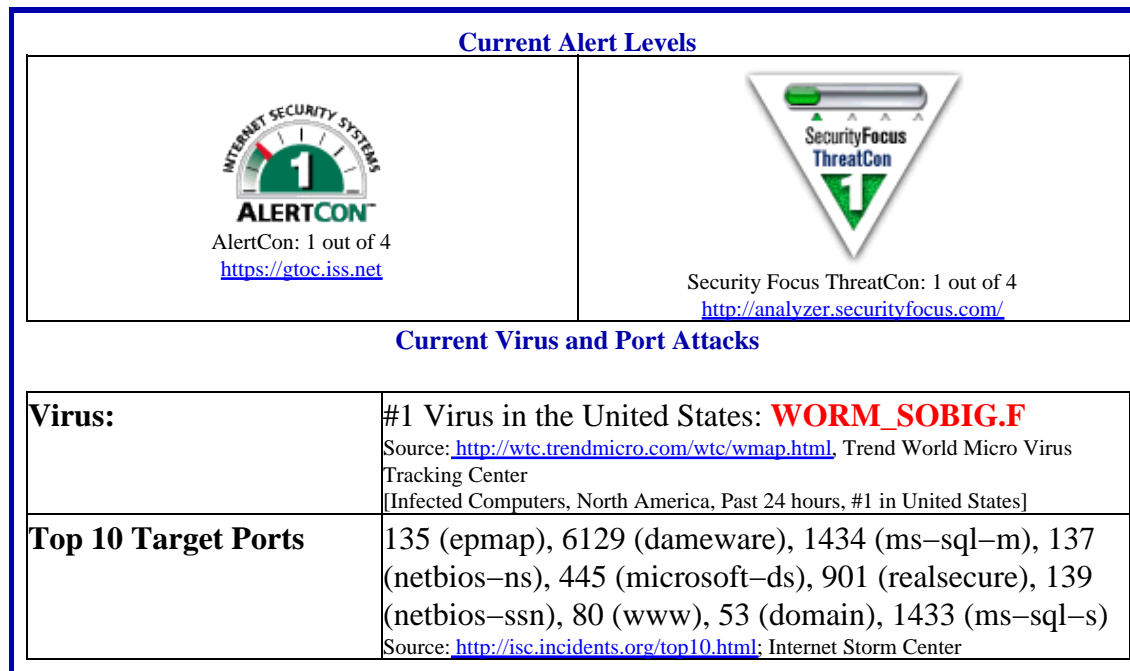 Current Alert Levels
INTERNET SECURITY SYSTEMS
1
ALERTCON™
AlertCon: 1 out of 4
https://gtoc.iss.net
SecurityFocus
ThreatCon
1
Security Focus ThreatCon: 1 out of 4
http://analyzer.securityfocus.com/
Current Virus and Port Attacks
Virus:
#1 Virus in the United States: WORM_SOBIG.F
Source: http://wtc.trendmicro.com/wtc/wmap.html, Trend World Micro Virus
Tracking Center
[Infected Computers, North America, Past 24 hours, #1 in United States]
Top 10 Target Ports
135 (epmap), 6129 (dameware), 1434 (ms−sql−m), 137
(netbios−ns), 445 (microsoft−ds), 901 (realsecure), 139
(netbios−ssn), 80 (www), 53 (domain), 1433 (ms−sql−s)
Source: http://isc.incidents.org/top10.html; Internet Storm Center